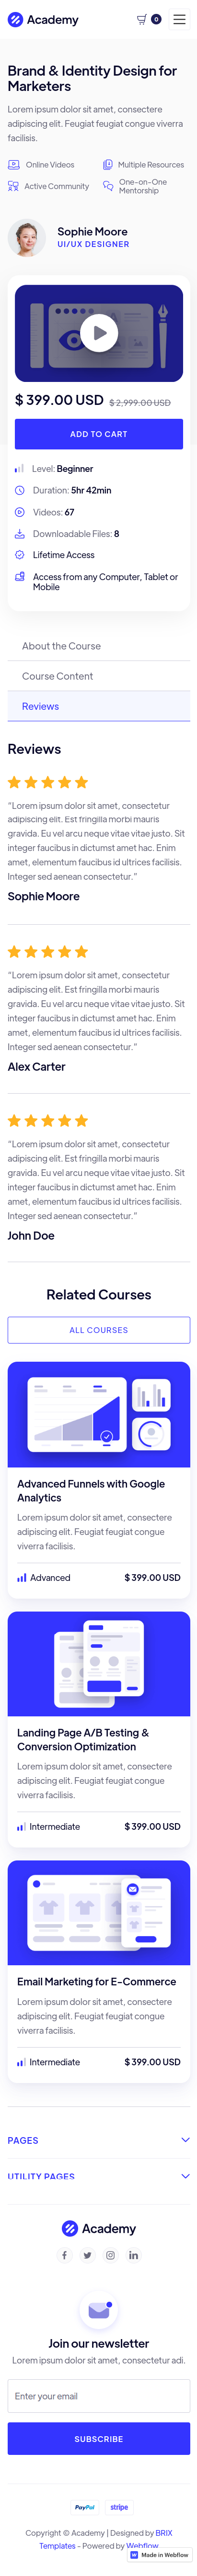 Academy
0
Brand & Identity Design for
Marketers
Lorem ipsum dolor sit amet, consectere
adipiscing elit. Feugiat feugiat congue
viverra facilisis.
Online Videos
Multiple Resources
Active Community
One-on-One
Mentorship
Sophie Moore
UI/UX DESIGNER
$ 399.00 USD $ 2,999.00 USD
ADD TO CART
Level: Beginner
Duration: 5hr 42min
Videos: 67
Downloadable Files: 8
Lifetime Access
Access from any Computer, Tablet or
Mobile
About the Course
Course Content
Reviews
Reviews
“Lorem ipsum dolor sit amet, consectetur
adipiscing elit. Est fringilla morbi mauris
gravida. Eu vel arcu neque vitae vitae justo. Sit
integer faucibus in dictumst amet hac. Enim
amet, elementum faucibus id ultrices facilisis.
Integer sed aenean consectetur.”
Sophie Moore
“Lorem ipsum dolor sit amet, consectetur
adipiscing elit. Est fringilla morbi mauris
gravida. Eu vel arcu neque vitae vitae justo. Sit
integer faucibus in dictumst amet hac. Enim
amet, elementum faucibus id ultrices facilisis.
Integer sed aenean consectetur.”
Alex Carter
“Lorem ipsum dolor sit amet, consectetur
adipiscing elit. Est fringilla morbi mauris
gravida. Eu vel arcu neque vitae vitae justo. Sit
integer faucibus in dictumst amet hac. Enim
amet, elementum faucibus id ultrices facilisis.
Integer sed aenean consectetur.”
John Doe
Related Courses
ALL COURSES
Advanced Funnels with Google
Analytics
Lorem ipsum dolor sit amet, consectere
adipiscing elit. Feugiat feugiat congue
viverra facilisis.
Advanced
$ 399.00 USD
Landing Page A/B Testing &
Conversion Optimization
Lorem ipsum dolor sit amet, consectere
adipiscing elit. Feugiat feugiat congue
viverra facilisis.
Intermediate
$ 399.00 USD
Email Marketing for E-Commerce
Lorem ipsum dolor sit amet, consectere
adipiscing elit. Feugiat feugiat congue
viverra facilisis.
Intermediate
$ 399.00 USD
PAGES
UTILITY PAGES
Academy
Join our newsletter
Lorem ipsum dolor sit amet, consectetur adi.
Enter your email
SUBSCRIBE
PayPal
stripe
Copyright © Academy | Designed by BRIX
Templates - Powered by Webflow
Made in Webflow